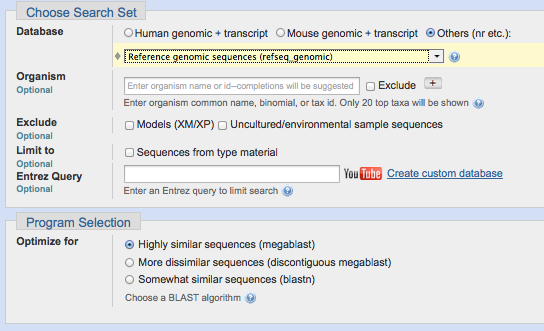 Choose Search Set
Database Human genomic + transcript Mouse genomic + transcript Others (nr etc.):
Reference genomic sequences (refseq_genomic)
Organism
Optional
Enter organism name or id--completions will be suggested Exclude +
Enter organism common name, binomial, or tax id. Only 20 top taxa will be shown ?
Exclude
Optional
Models (XM/XP) Uncultured/environmental sample sequences
Limit to
Optional
Sequences from type material
Entrez Query
Optional
YouTube Create custom database
Enter an Entrez query to limit search ?
Program Selection
Optimize for
Highly similar sequences (megablast)
More dissimilar sequences (discontiguous megablast)
Somewhat similar sequences (blastn)
Choose a BLAST algorithm ?